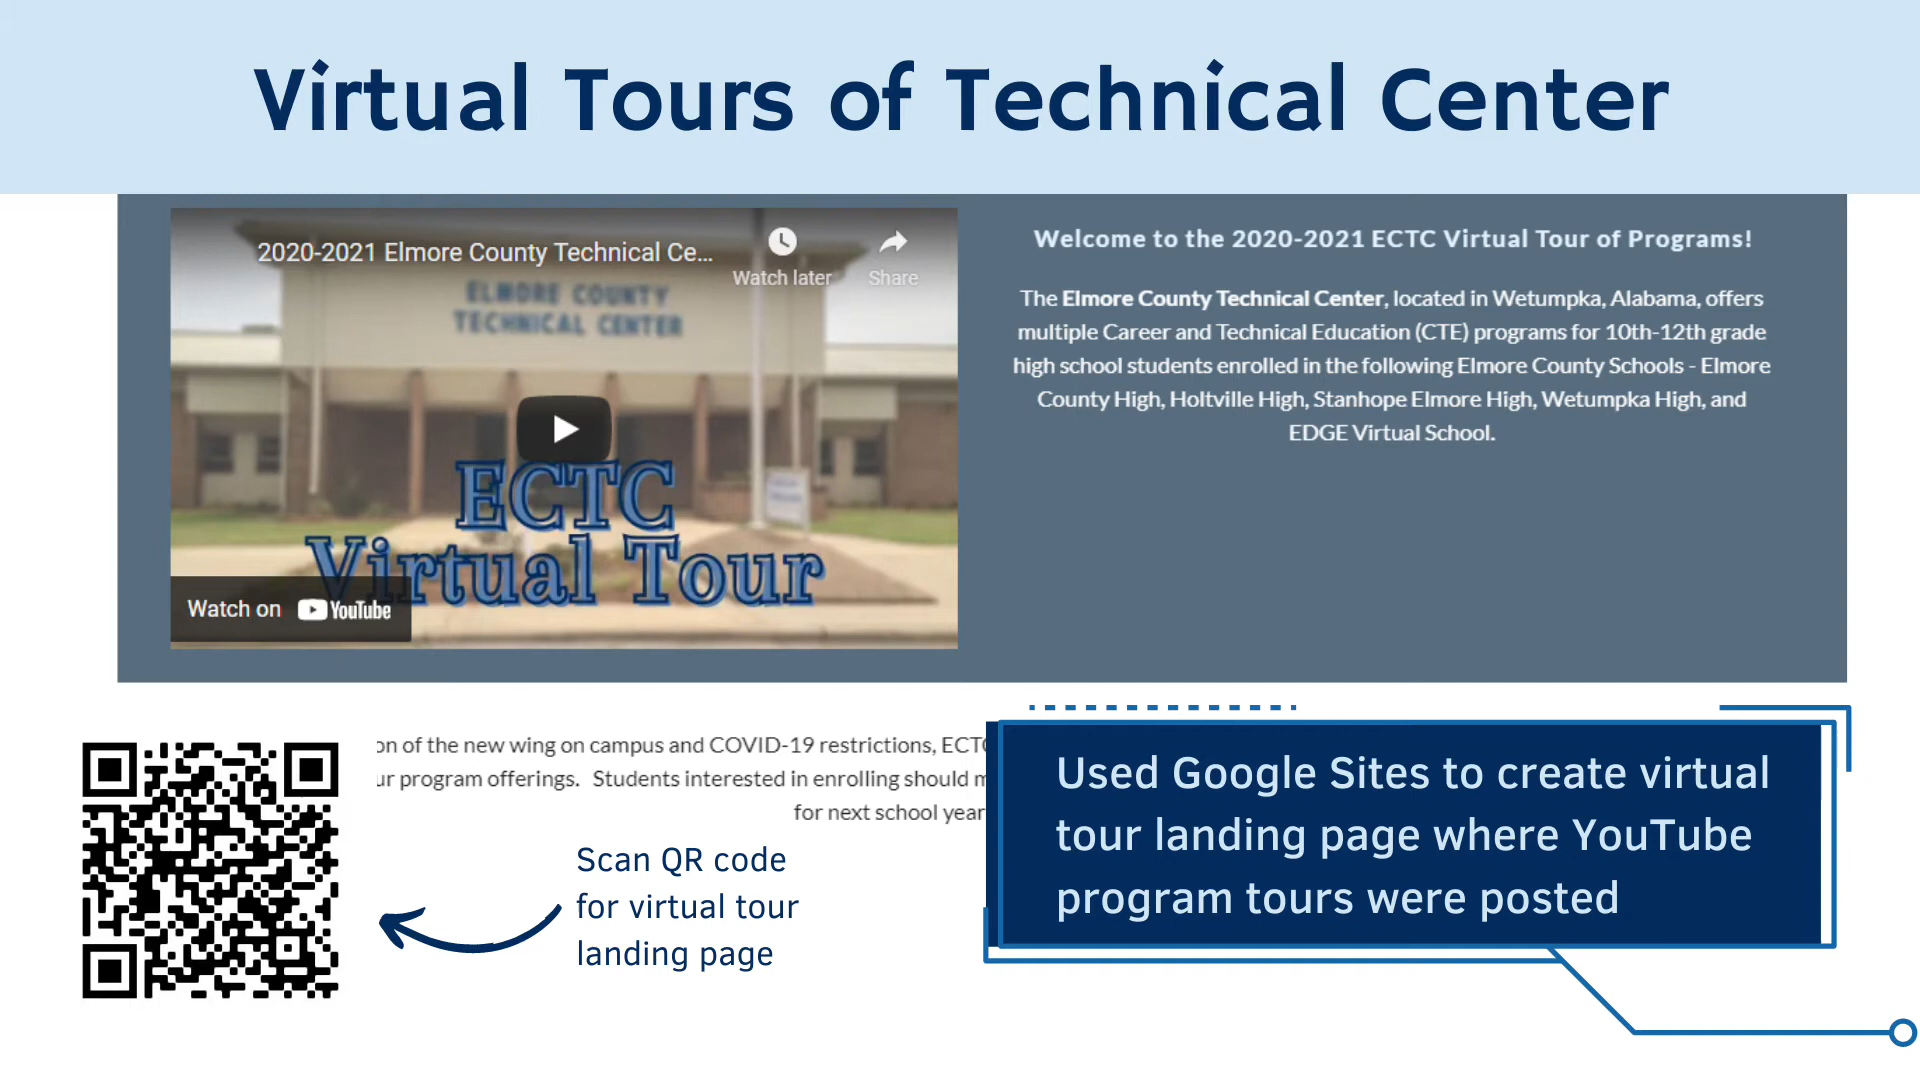 Virtual Tours of Technical Center
2020-2021 Elmore County Technical Ce...
Watch later
Share
ELMORE COUNTY
TECHNICAL CENTER
ECTC
Virtual Tour
Watch on YouTube
Welcome to the 2020-2021 ECTC Virtual Tour of Programs!
The Elmore County Technical Center, located in Wetumpka, Alabama, offers
multiple Career and Technical Education (CTE) programs for 10th-12th grade
high school students enrolled in the following Elmore County Schools - Elmore
County High, Holtville High, Stanhope Elmore High, Wetumpka High, and
EDGE Virtual School.
on of the new wing on campus and COVID-19 restrictions, ECTC
ur program offerings. Students interested in enrolling should m
for next school year
Scan QR code
for virtual tour
landing page
Used Google Sites to create virtual
tour landing page where YouTube
program tours were posted